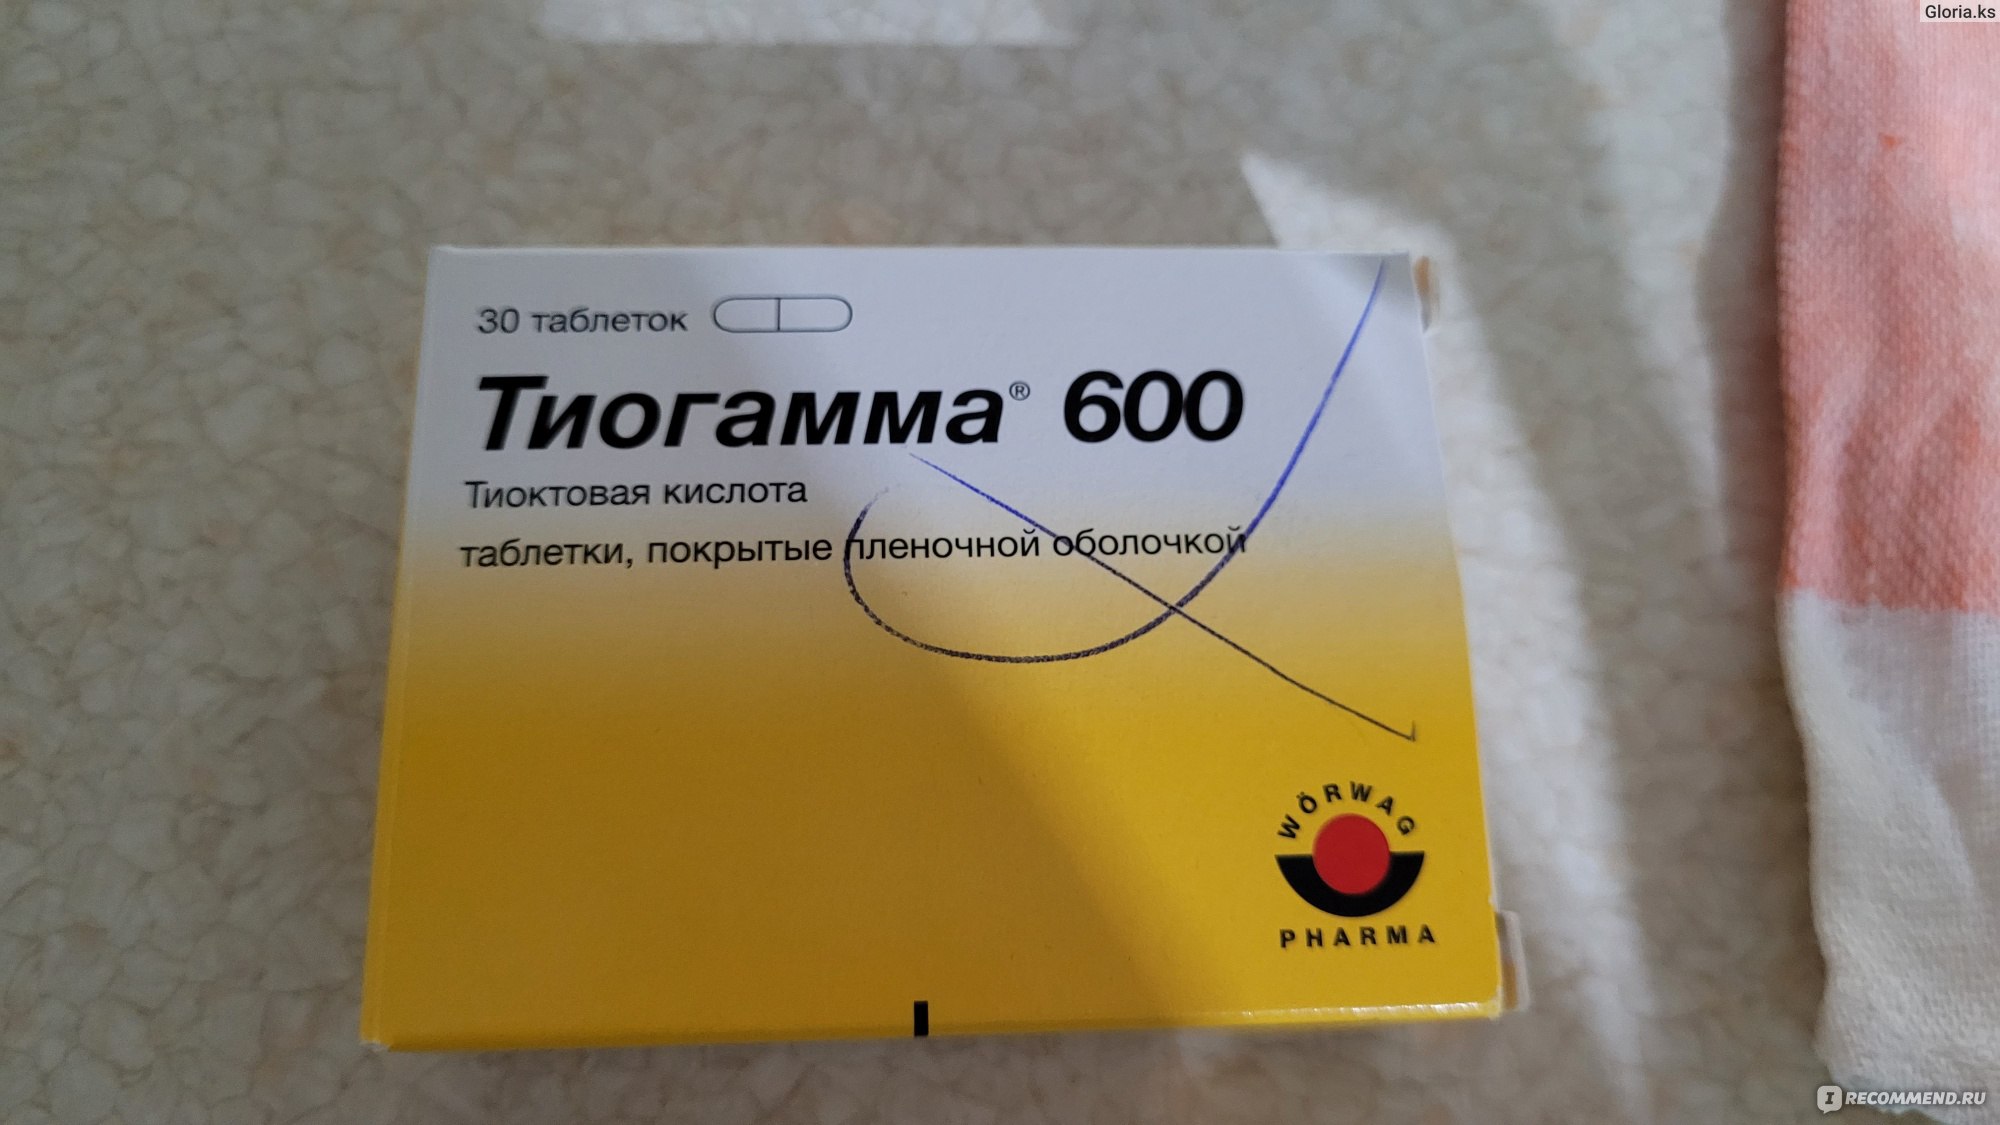 Gloria.ks
30 таблеток
Тиогамма® 600
Тиоктовая кислота
таблетки, покрытые пленочной оболочкой
WÖRWAG
PHARMA
I RECOMMEND.RU